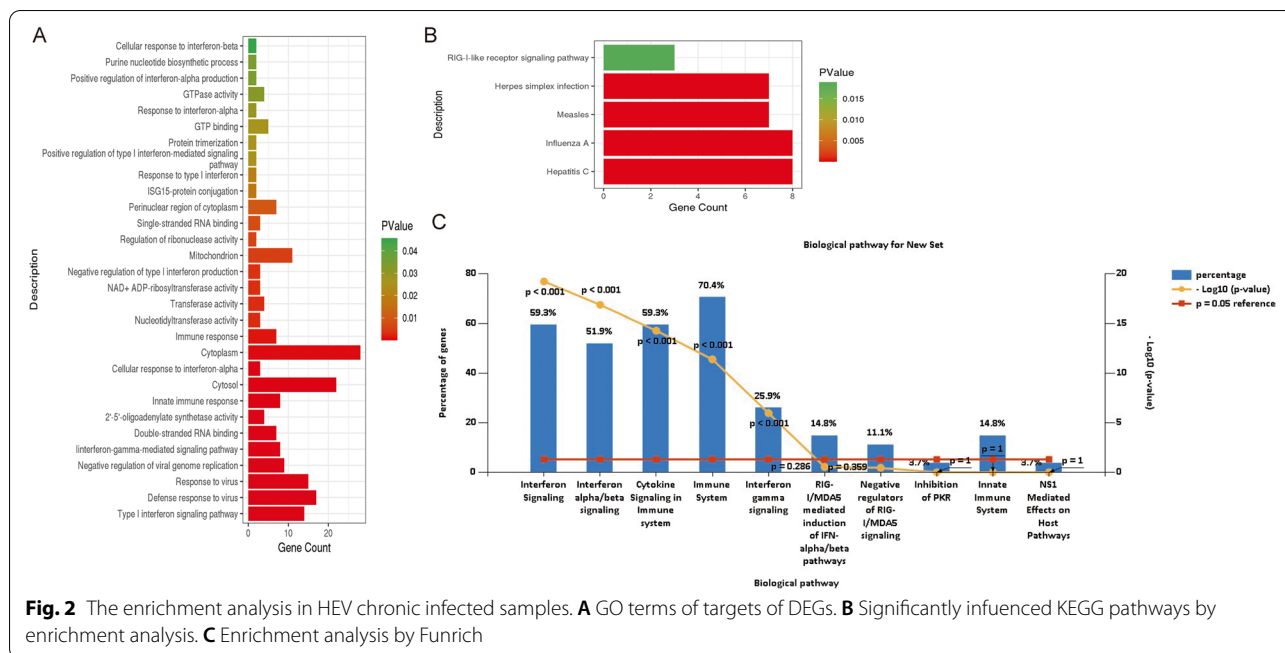 A
Cellular response to interferon-beta
Purine nucleotide biosynthetic process
Positive regulation of interferon-alpha production
GTPase activity
Response to interferon-alpha
GTP binding
Protein trimerization
Positive regulation of type I interferon-mediated signaling
pathway
Response to type I interferon
ISG15-protein conjugation
Perinuclear region of cytoplasm
Single-stranded RNA binding
Regulation of ribonuclease activity
Mitochondrion
Negative regulation of type I interferon production
NAD+ ADP-ribosyltransferase activity
Transferase activity
Nucleotidyltransferase activity
Immune response
Cytoplasm
Cellular response to interferon-alpha
Cytosol
Innate immune response
2'-5'-oligoadenylate synthetase activity
Double-stranded RNA binding
Iinterferon-gamma-mediated signaling pathway
Negative regulation of viral genome replication
Response to virus
Defense response to virus
Type I interferon signaling pathway
Description
0 10 20
Gene Count
PValue
0.04
0.03
0.02
0.01
B
RIG-I-like receptor signaling pathway
Herpes simplex infection
Measles
Influenza A
Hepatitis C
Description
0 2 4 6 8
Gene Count
PValue
0.015
0.010
0.005
C
Biological pathway for New Set
80
60
40
20
0
Percentage of genes
20
15
10
5
0
- Log10 (p-value)
percentage
- Log10 (p-value)
p = 0.05 reference
59.3%
51.9%
59.3%
70.4%
25.9%
14.8%
11.1%
3.7%
14.8%
3.7%
p < 0.001
p < 0.001
p < 0.001
p < 0.001
p < 0.001
p = 0.286
p = 0.359
p = 1
p = 1
p = 1
Interferon
Signaling
Interferon
alpha/beta
signaling
Cytokine
Signaling in
Immune
system
Immune
System
Interferon
gamma
signaling
RIG-
I/MDA5
mediated
induction
of IFN-
alpha/beta
pathways
Negative
regulators
of RIG-
I/MDA5
signaling
Inhibition
of PKR
Innate
Immune
System
NS1
Mediated
Effects on
Host
Pathways
Biological pathway
Fig. 2 The enrichment analysis in HEV chronic infected samples. A GO terms of targets of DEGs. B Significantly infuenced KEGG pathways by
enrichment analysis. C Enrichment analysis by Funrich